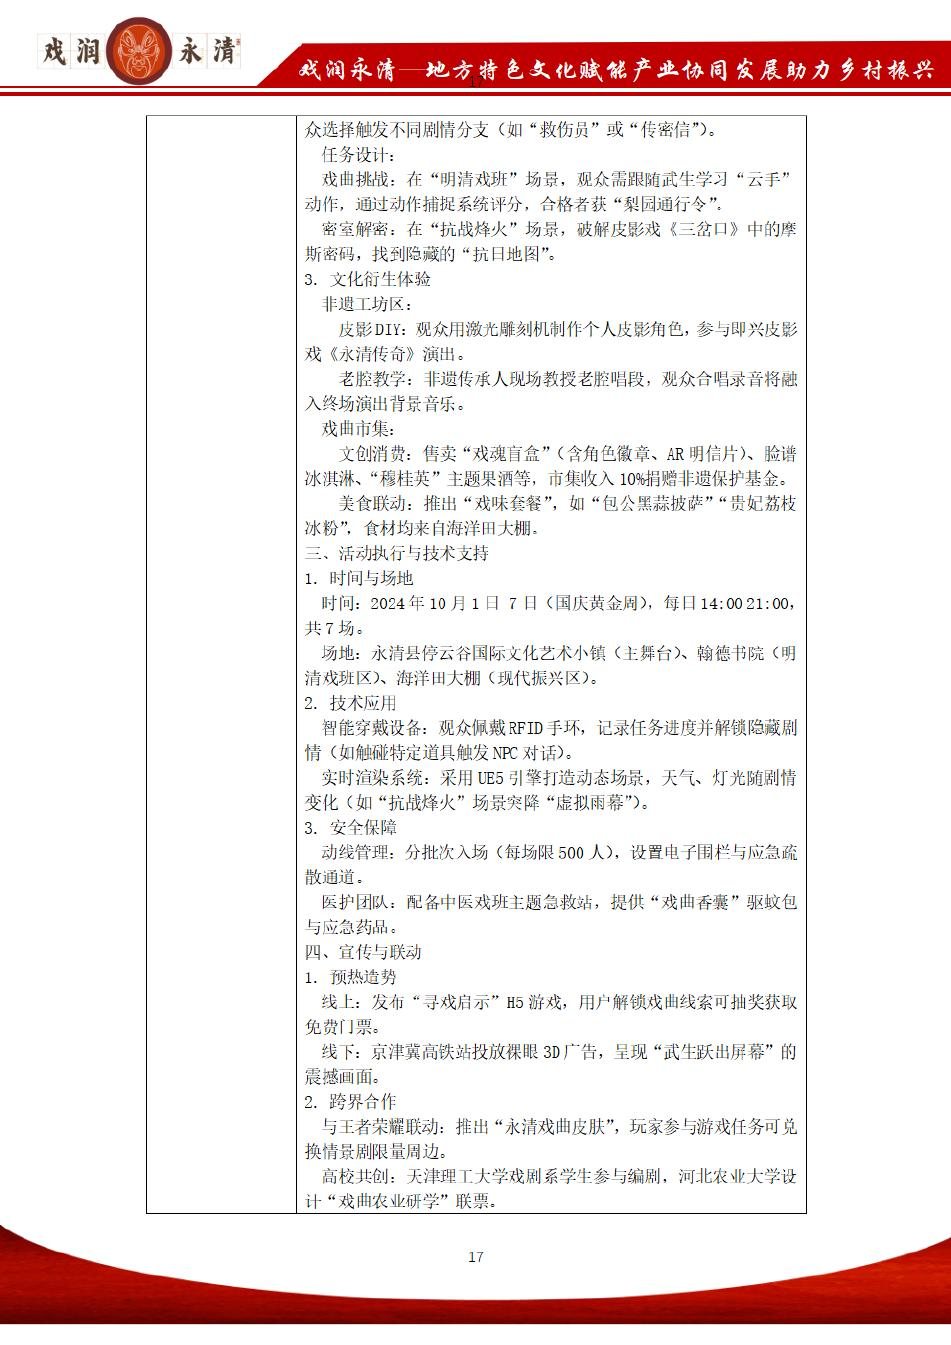 戏润永清
戏润永清—地方特色文化赋能产业协同发展助力乡村振兴
众选择触发不同剧情分支（如“救伤员”或“传密信”）。
任务设计：
戏曲挑战：在“明清戏班”场景，观众需跟随武生学习“云手”
动作，通过动作捕捉系统评分，合格者获“梨园通行令”。
密室解密：在“抗战烽火”场景，破解皮影戏《三岔口》中的摩
斯密码，找到隐藏的“抗日地图”。
3. 文化衍生体验
非遗工坊区：
皮影DIY：观众用激光雕刻机制作个人皮影角色，参与即兴皮影
戏《永清传奇》演出。
老腔教学：非遗传承人现场教授老腔唱段，观众合唱录音将融
入终场演出背景音乐。
戏曲市集：
文创消费：售卖“戏魂盲盒”（含角色徽章、AR 明信片）、脸谱
冰淇淋、“穆桂英”主题果酒等，市集收入 10%捐赠非遗保护基金。
美食联动：推出“戏味套餐”，如“包公黑蒜披萨”“贵妃荔枝
冰粉”，食材均来自海洋田大棚。
三、活动执行与技术支持
1. 时间与场地
时间：2024 年 10 月 1 日 7 日（国庆黄金周），每日 14:00 21:00，
共 7 场。
场地：永清县停云谷国际文化艺术小镇（主舞台）、翰德书院（明
清戏班区）、海洋田大棚（现代振兴区）。
2. 技术应用
智能穿戴设备：观众佩戴 RFID 手环，记录任务进度并解锁隐藏剧
情（如触碰特定道具触发 NPC 对话）。
实时渲染系统：采用 UE5 引擎打造动态场景，天气、灯光随剧情
变化（如“抗战烽火”场景突降“虚拟雨幕”）。
3. 安全保障
动线管理：分批次入场（每场限 500 人），设置电子围栏与应急疏
散通道。
医护团队：配备中医戏班主题急救站，提供“戏曲香囊”驱蚊包
与应急药品。
四、宣传与联动
1. 预热造势
线上：发布“寻戏启示”H5 游戏，用户解锁戏曲线索可抽奖获取
免费门票。
线下：京津冀高铁站投放裸眼 3D 广告，呈现“武生跃出屏幕”的
震撼画面。
2. 跨界合作
与王者荣耀联动：推出“永清戏曲皮肤”，玩家参与游戏任务可兑
换情景剧限量周边。
高校共创：天津理工大学戏剧系学生参与编剧，河北农业大学设
计“戏曲农业研学”联票。
17